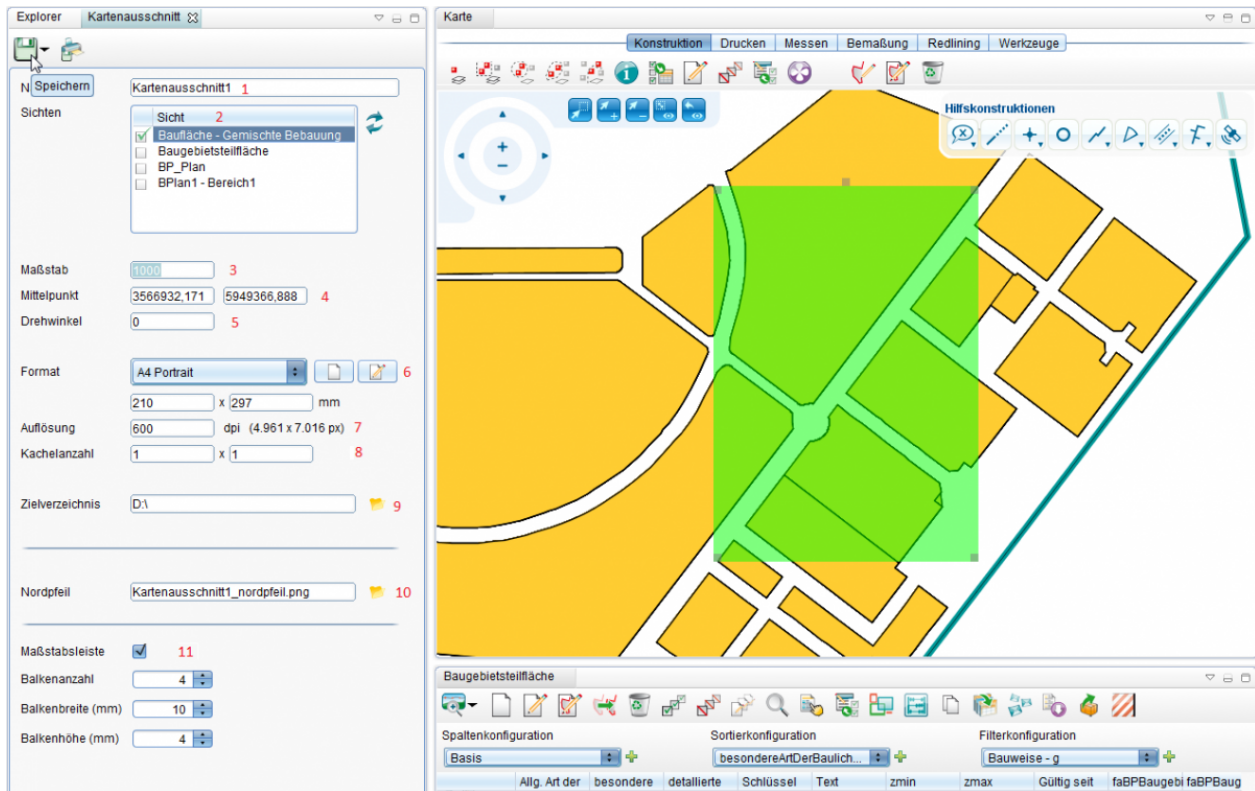 Explorer Kartenausschnitt
N Speichern Kartenausschnitt1 1
Sichten
Sicht 2
Baufläche - Gemischte Bebauung
Baugebietsteilfläche
BP_Plan
BPlan1 - Bereich1
Maßstab 1000 3
Mittelpunkt 3566932,171 5949366,888 4
Drehwinkel 0 5
Format A4 Portrait 6
210 x 297 mm
Auflösung 600 dpi (4.961 x 7.016 px) 7
Kachelanzahl 1 x 1 8
Zielverzeichnis D:\ 9
Nordpfeil Kartenausschnitt1_nordpfeil.png 10
Maßstabsleiste 11
Balkenanzahl 4
Balkenbreite (mm) 10
Balkenhöhe (mm) 4
Karte
Konstruktion Drucken Messen Bemaßung Redlining Werkzeuge
Hilfskonstruktionen
Baugebietsteilfläche
Spaltenkonfiguration Sortierkonfiguration Filterkonfiguration
Basis besondereArtDerBaulich... Bauweise - g
Allg. Art der besondere detaillierte Schlüssel Text zmin zmax Gültig seit faBPBaugebi faBPBaug